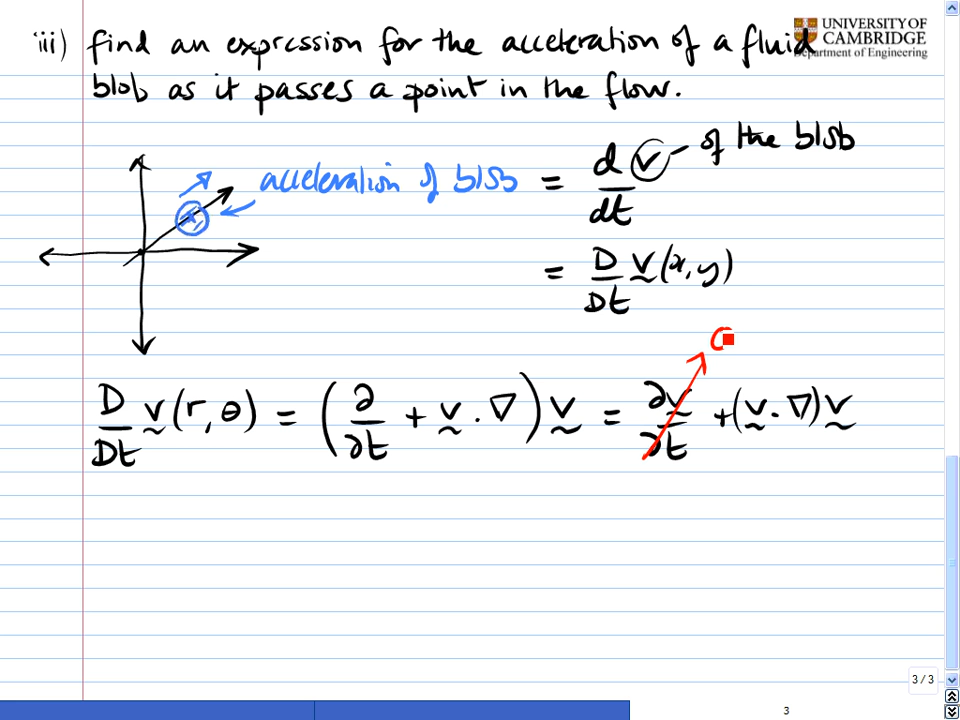 iii) find an expression for the acceleration of a fluid
UNIVERSITY OF
CAMBRIDGE
Department of Engineering
blob as it passes a point in the flow.
acceleration of blob = d/dt v of the blob
= D/Dt v(x, y)
D/Dt v(r, θ) = (∂/∂t + v . ∇) v = ∂v/∂t + (v . ∇) v
3 / 3
3